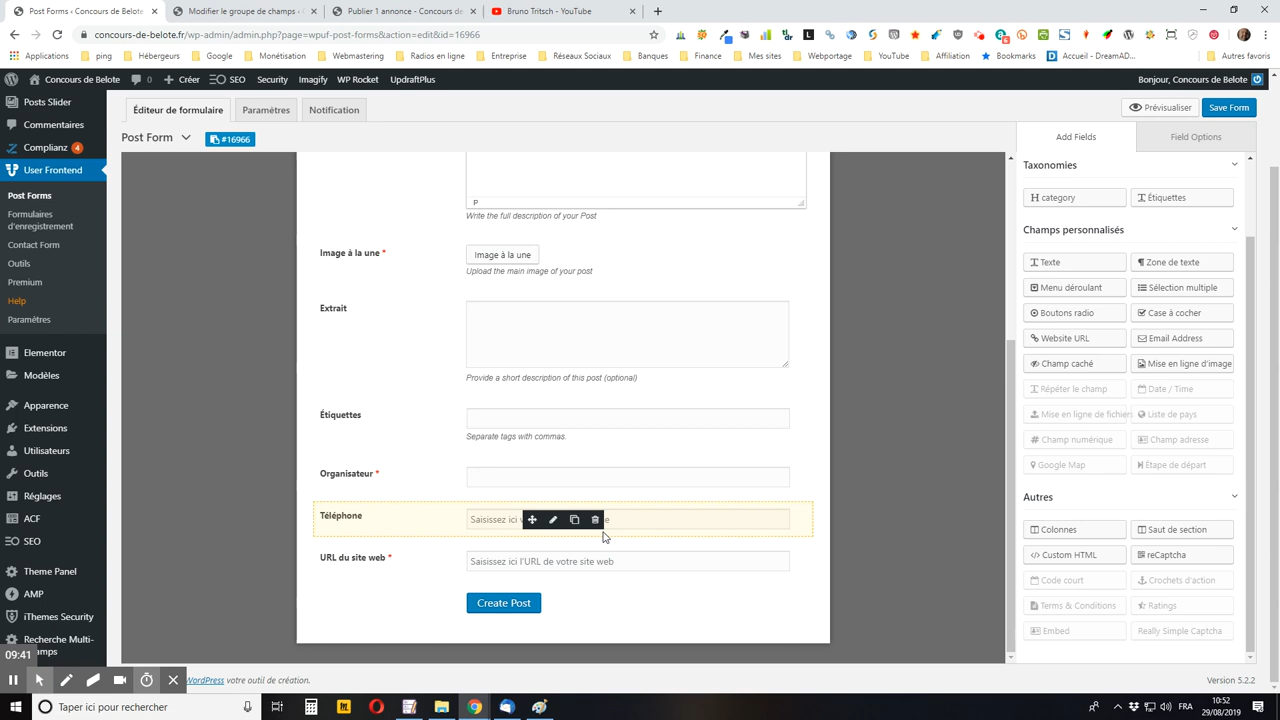 Post Forms ‹ Concours de Belote
Modifier le groupe de champs ‹ C
Publier 1 annonce - Concours de
Bruno Tritsch - YouTube
concours-de-belote.fr/wp-admin/admin.php?page=wpuf-post-forms&action=edit&id=16966
Applications
ping
Hébergeurs
Google
Monétisation
Webmastering
Radios en ligne
Entreprise
Réseaux Sociaux
Banques
Finances
Mes sites
Webportage
YouTube
Affiliation
Bookmarks
Accueil - DreamAD...
Autres favoris
Concours de Belote
0
Créer
SEO
Security
Imagify
WP Rocket
UpdraftPlus
Bonjour, Concours de Belote
Posts Slider
Commentaires
Complianz 4
User Frontend
Post Forms
Formulaires
d'enregistrement
Contact Form
Outils
Premium
Help
Paramètres
Elementor
Modèles
Apparence
Extensions
Utilisateurs
Outils
Réglages
ACF
SEO
Theme Panel
AMP
iThemes Security
Recherche Multi-
amps
09:41
Éditeur de formulaire
Paramètres
Notification
Prévisualiser
Save Form
Post Form
#16966
P
Write the full description of your Post
Image à la une *
Image à la une
Upload the main image of your post
Extrait
Provide a short description of this post (optional)
Étiquettes
Separate tags with commas.
Organisateur *
Téléphone
Saisissez ici
URL du site web *
Saisissez ici l'URL de votre site web
Create Post
Add Fields
Field Options
Taxonomies
category
Étiquettes
Champs personnalisés
Texte
Zone de texte
Menu déroulant
Sélection multiple
Boutons radio
Case à cocher
Website URL
Email Address
Champ caché
Mise en ligne d'image
Répéter le champ
Date / Time
Mise en ligne de fichiers
Liste de pays
Champ numérique
Champ adresse
Google Map
Étape de départ
Autres
Colonnes
Saut de section
Custom HTML
reCaptcha
Code court
Crochets d'action
Terms & Conditions
Ratings
Embed
Really Simple Captcha
WordPress votre outil de création.
Version 5.2.2
Taper ici pour rechercher
FRA
10:52
29/08/2019